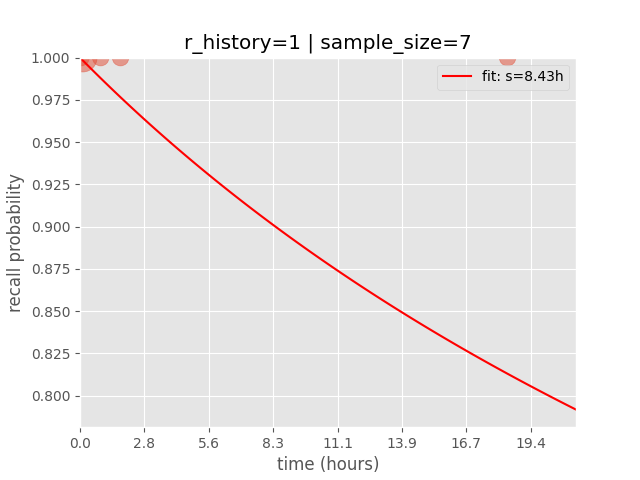 r_history=1 | sample_size=7
fit: s=8.43h
recall probability
1.000
0.975
0.950
0.925
0.900
0.875
0.850
0.825
0.800
0.0 2.8 5.6 8.3 11.1 13.9 16.7 19.4
time (hours)